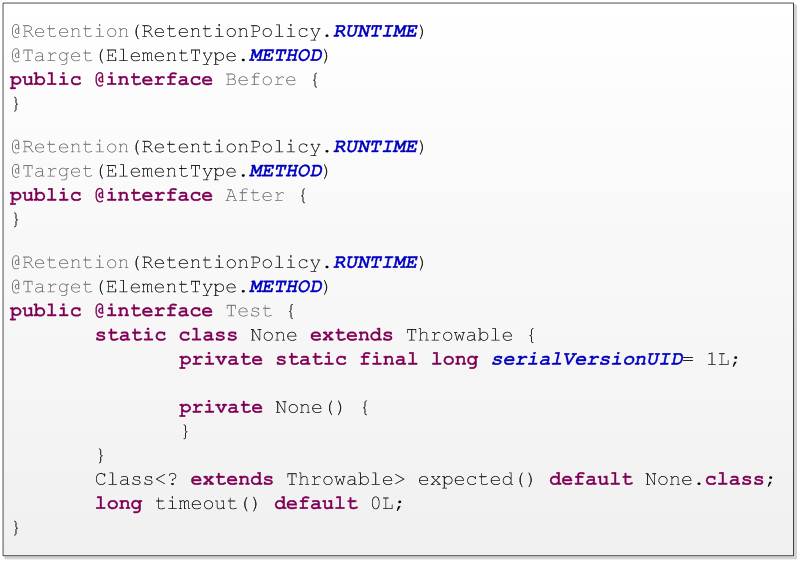 @Retention(RetentionPolicy.RUNTIME)
@Target(ElementType.METHOD)
public @interface Before {
}
@Retention(RetentionPolicy.RUNTIME)
@Target(ElementType.METHOD)
public @interface After {
}
@Retention(RetentionPolicy.RUNTIME)
@Target(ElementType.METHOD)
public @interface Test {
static class None extends Throwable {
private static final long serialVersionUID= 1L;
private None() {
}
}
Class<? extends Throwable> expected() default None.class;
long timeout() default 0L;
}